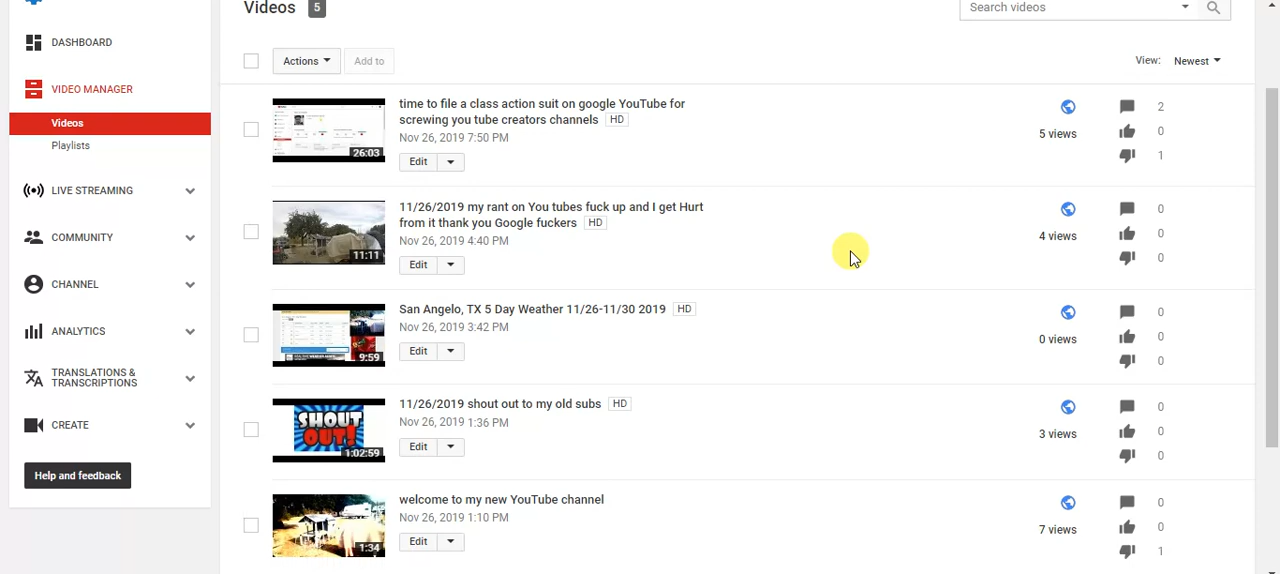 Videos 5
Search videos
DASHBOARD
Actions
Add to
View: Newest
VIDEO MANAGER
Videos
Playlists
LIVE STREAMING
COMMUNITY
CHANNEL
ANALYTICS
TRANSLATIONS &
TRANSCRIPTIONS
CREATE
Help and feedback
time to file a class action suit on google YouTube for
screwing you tube creators channels HD
Nov 26, 2019 7:50 PM
26:03
Edit
5 views
2
0
1
11/26/2019 my rant on You tubes fuck up and I get Hurt
from it thank you Google fuckers HD
Nov 26, 2019 4:40 PM
11:11
Edit
4 views
0
0
0
San Angelo, TX 5 Day Weather 11/26-11/30 2019 HD
Nov 26, 2019 3:42 PM
9:59
Edit
0 views
0
0
0
11/26/2019 shout out to my old subs HD
Nov 26, 2019 1:36 PM
SHOUT
OUT!
1:02:59
Edit
3 views
0
0
0
welcome to my new YouTube channel
Nov 26, 2019 1:10 PM
1:34
Edit
7 views
0
0
1